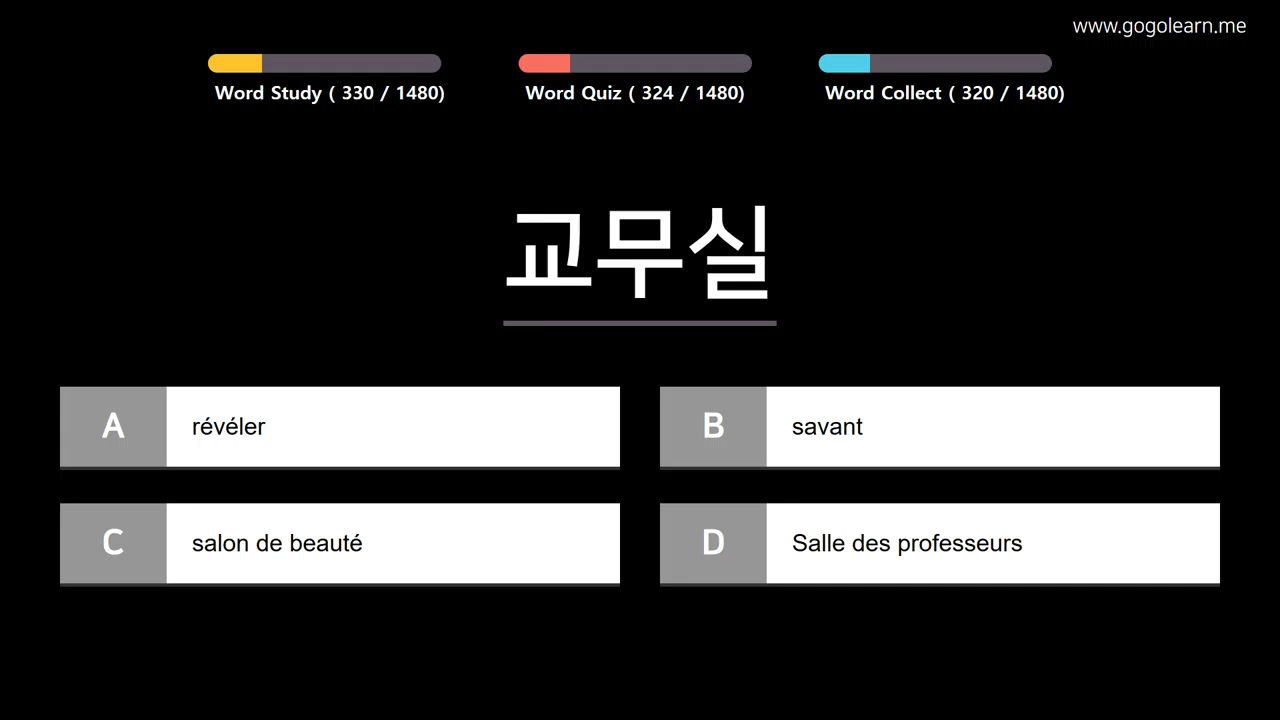 www.gogolearn.me
Word Study ( 330 / 1480)
Word Quiz ( 324 / 1480)
Word Collect ( 320 / 1480)
교무실
A révéler
B savant
C salon de beauté
D Salle des professeurs